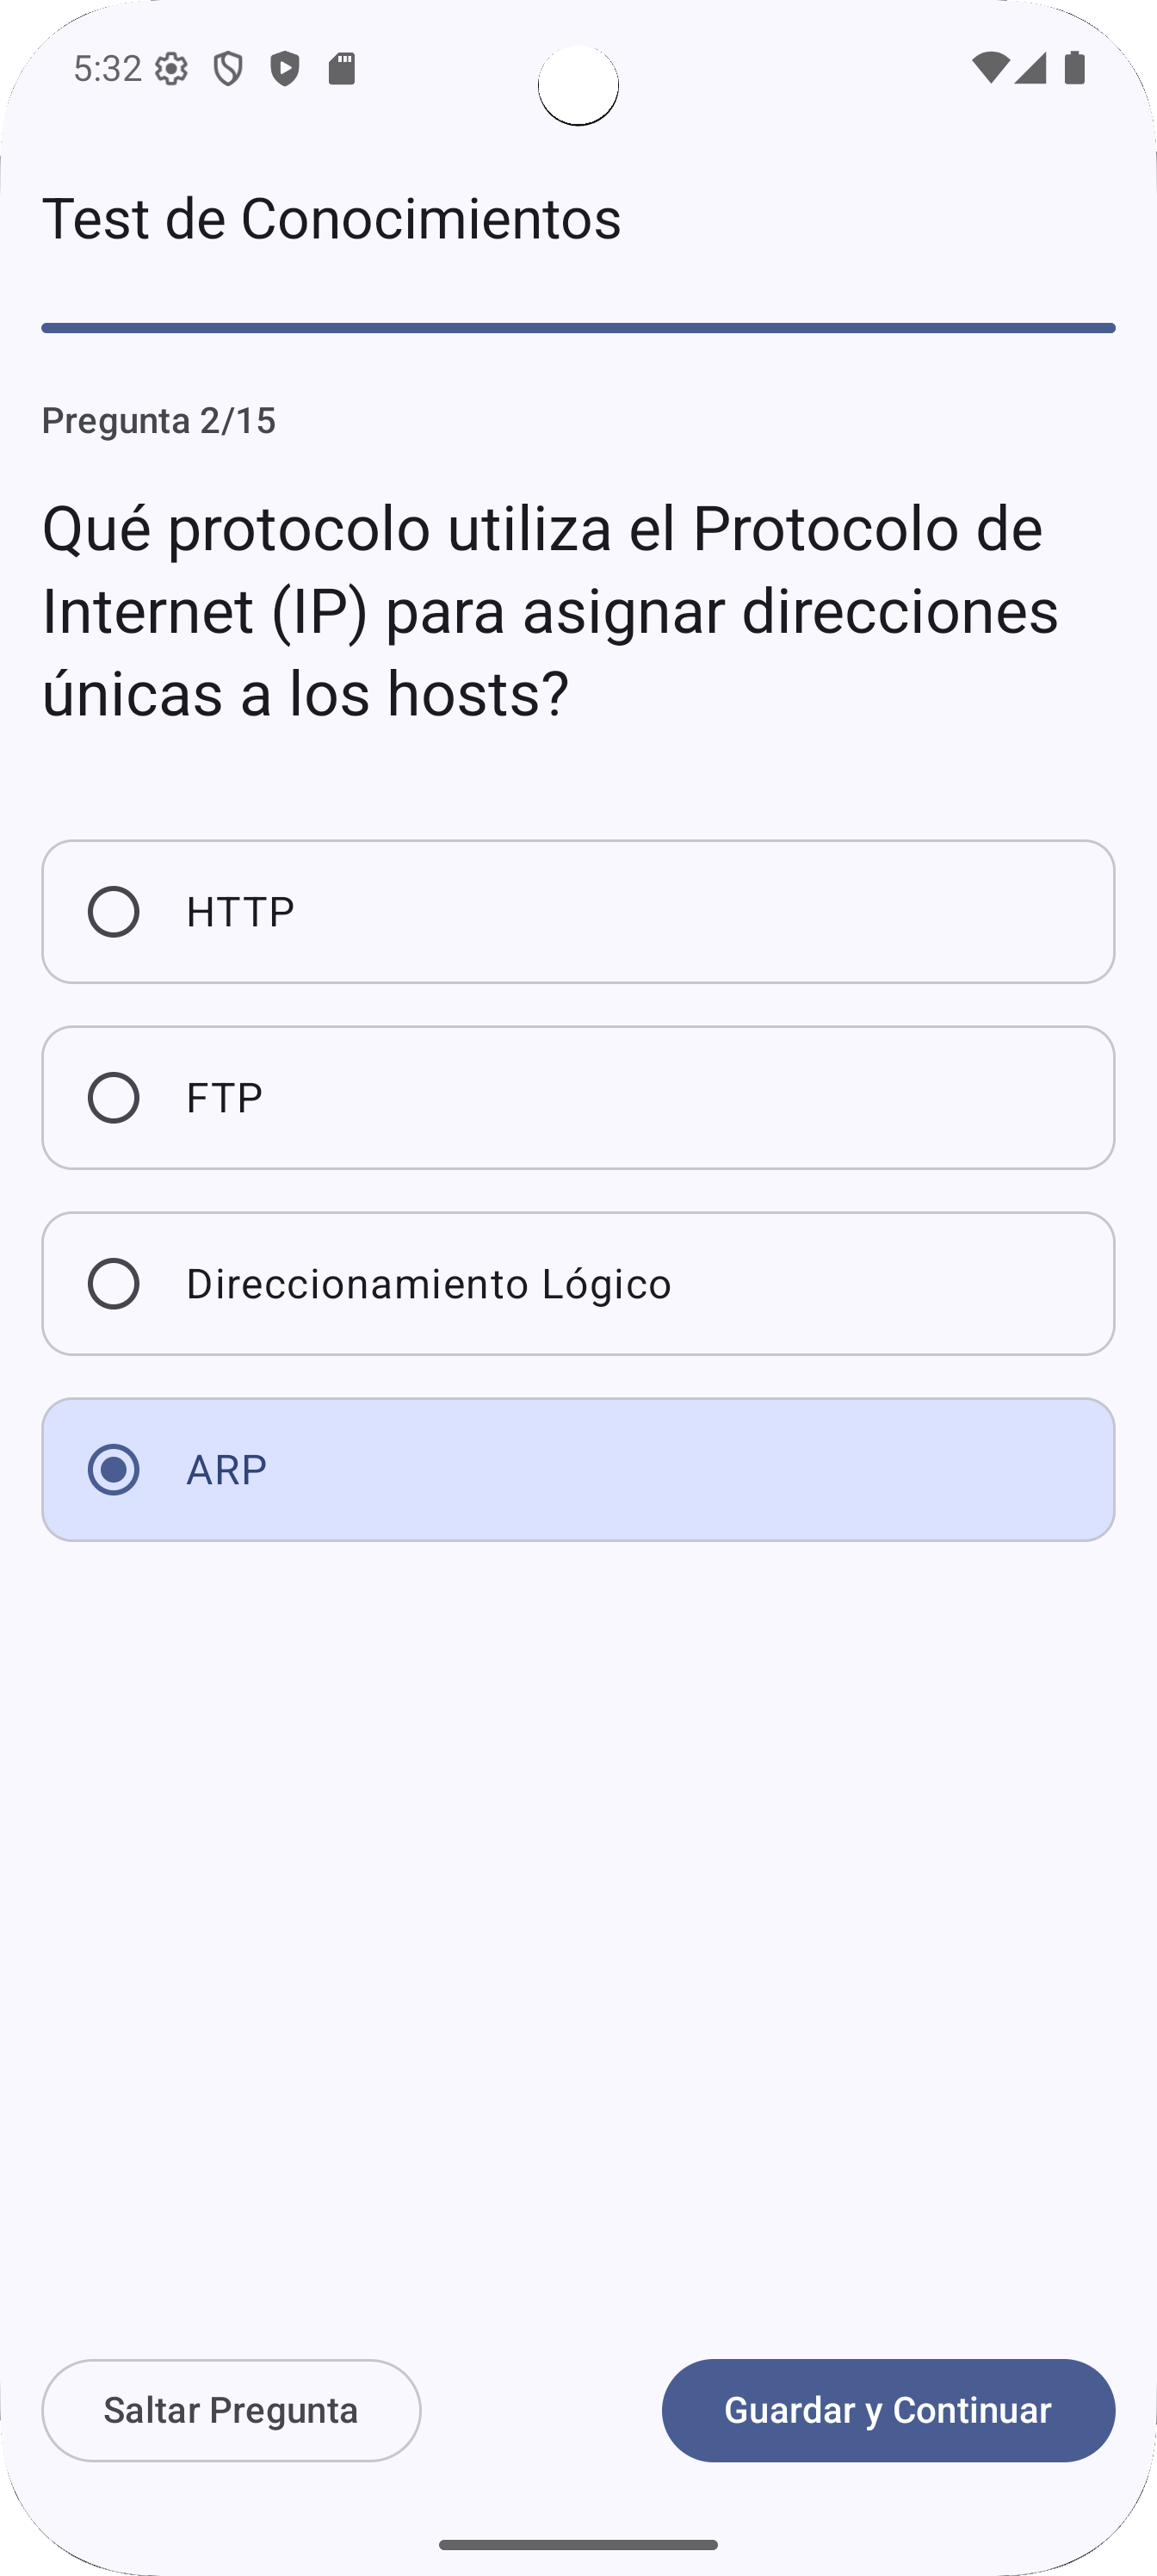 5:32
Test de Conocimientos
Pregunta 2/15
Qué protocolo utiliza el Protocolo de
Internet (IP) para asignar direcciones
únicas a los hosts?
HTTP
FTP
Direccionamiento Lógico
ARP
Saltar Pregunta
Guardar y Continuar